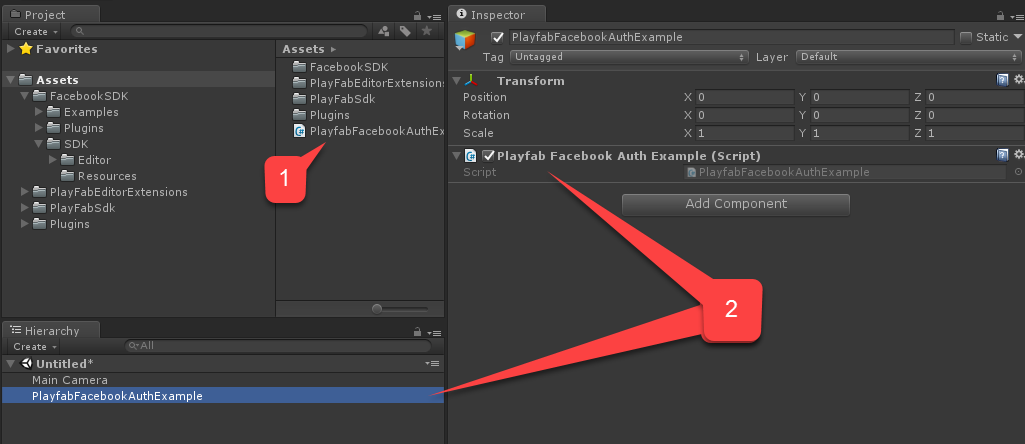 Project
Create
Favorites
Assets
FacebookSDK
Examples
Plugins
SDK
Editor
Resources
PlayFabEditorExtensions
PlayFabSdk
Plugins
Assets
FacebookSDK
PlayFabEditorExtensions
PlayFabSdk
Plugins
PlayfabFacebookAuthEx
1
Hierarchy
Create All
Untitled*
Main Camera
PlayfabFacebookAuthExample
Inspector
PlayfabFacebookAuthExample Static
Tag Untagged Layer Default
Transform
Position X 0 Y 0 Z 0
Rotation X 0 Y 0 Z 0
Scale X 1 Y 1 Z 1
C# Playfab Facebook Auth Example (Script)
Script PlayfabFacebookAuthExample
Add Component
2